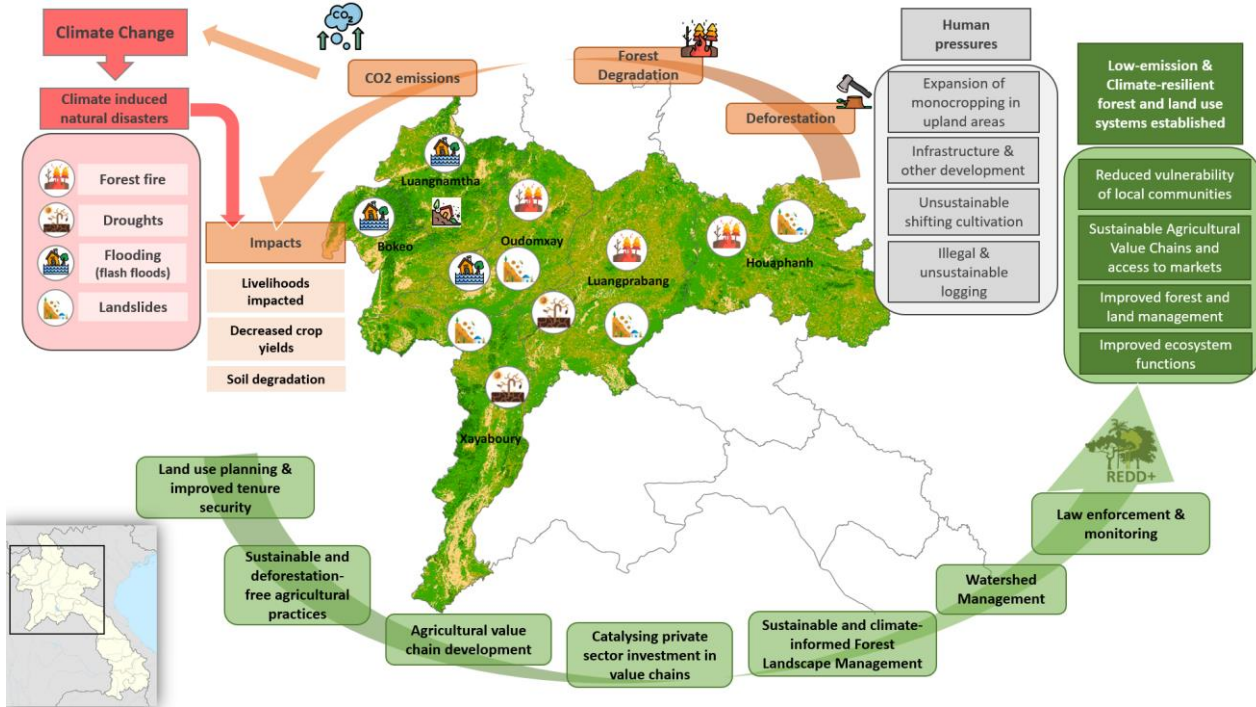 Climate Change
Climate induced
natural disasters
Forest fire
Droughts
Flooding
(flash floods)
Landslides
CO2
CO2 emissions
Forest
Degradation
Deforestation
Impacts
Livelihoods
impacted
Decreased crop
yields
Soil degradation
Luangnamtha
Bokeo
Oudomxay
Luangprabang
Houaphanh
Xayaboury
Human
pressures
Expansion of
monocropping in
upland areas
Infrastructure &
other development
Unsustainable
shifting cultivation
Illegal &
unsustainable
logging
Low-emission &
Climate-resilient
forest and land use
systems established
Reduced vulnerability
of local communities
Sustainable Agricultural
Value Chains and
access to markets
Improved forest and
land management
Improved ecosystem
functions
Land use planning &
improved tenure
security
Sustainable and
deforestation-
free agricultural
practices
Agricultural value
chain development
Catalysing private
sector investment in
value chains
Sustainable and climate-
informed Forest
Landscape Management
Watershed
Management
Law enforcement &
monitoring
REDD+